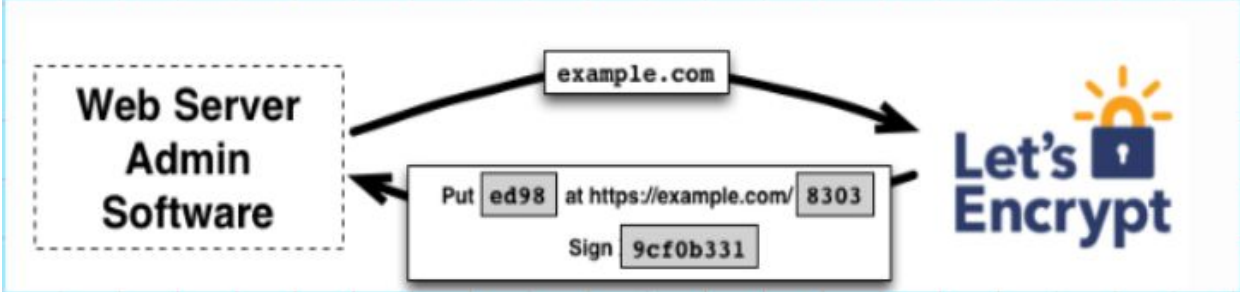 Web Server
Admin
Software
example.com
Put ed98 at https://example.com/ 8303
Sign 9cf0b331
Let's
Encrypt